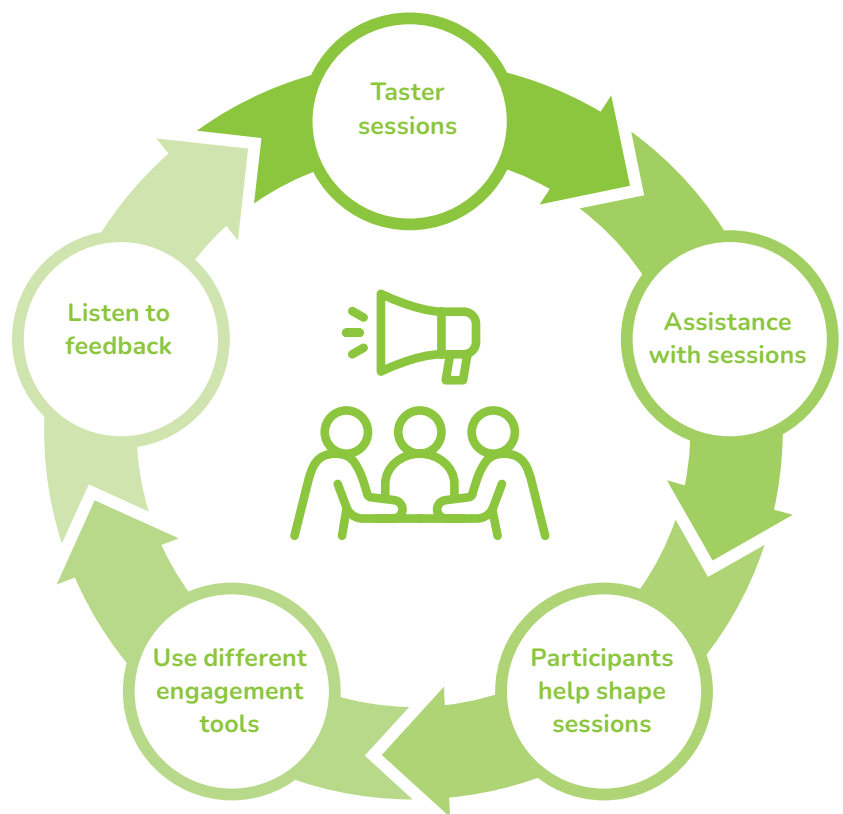 Taster
sessions
Assistance
with sessions
Participants
help shape
sessions
Use different
engagement
tools
Listen to
feedback